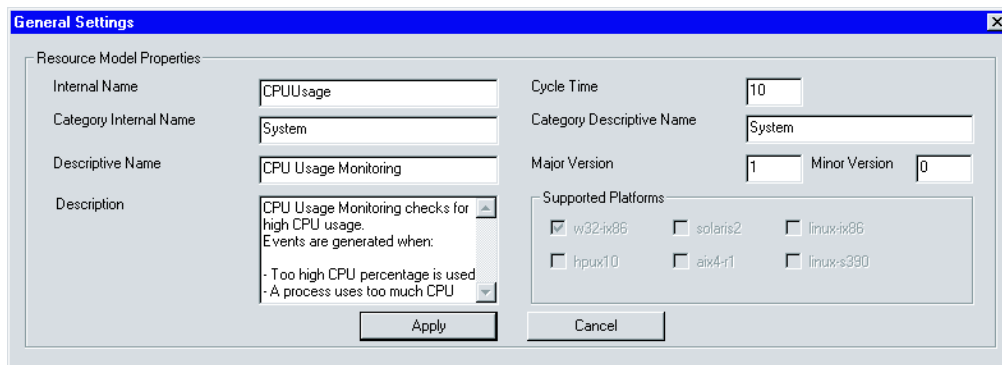 General Settings
Resource Model Properties
Internal Name
CPUUsage
Cycle Time
10
Category Internal Name
System
Category Descriptive Name
System
Descriptive Name
CPU Usage Monitoring
Major Version
1
Minor Version
0
Description
CPU Usage Monitoring checks for
high CPU usage.
Events are generated when:
- Too high CPU percentage is used
- A process uses too much CPU
Supported Platforms
w32-ix86
solaris2
linux-ix86
hpux10
aix4-r1
linux-s390
Apply
Cancel